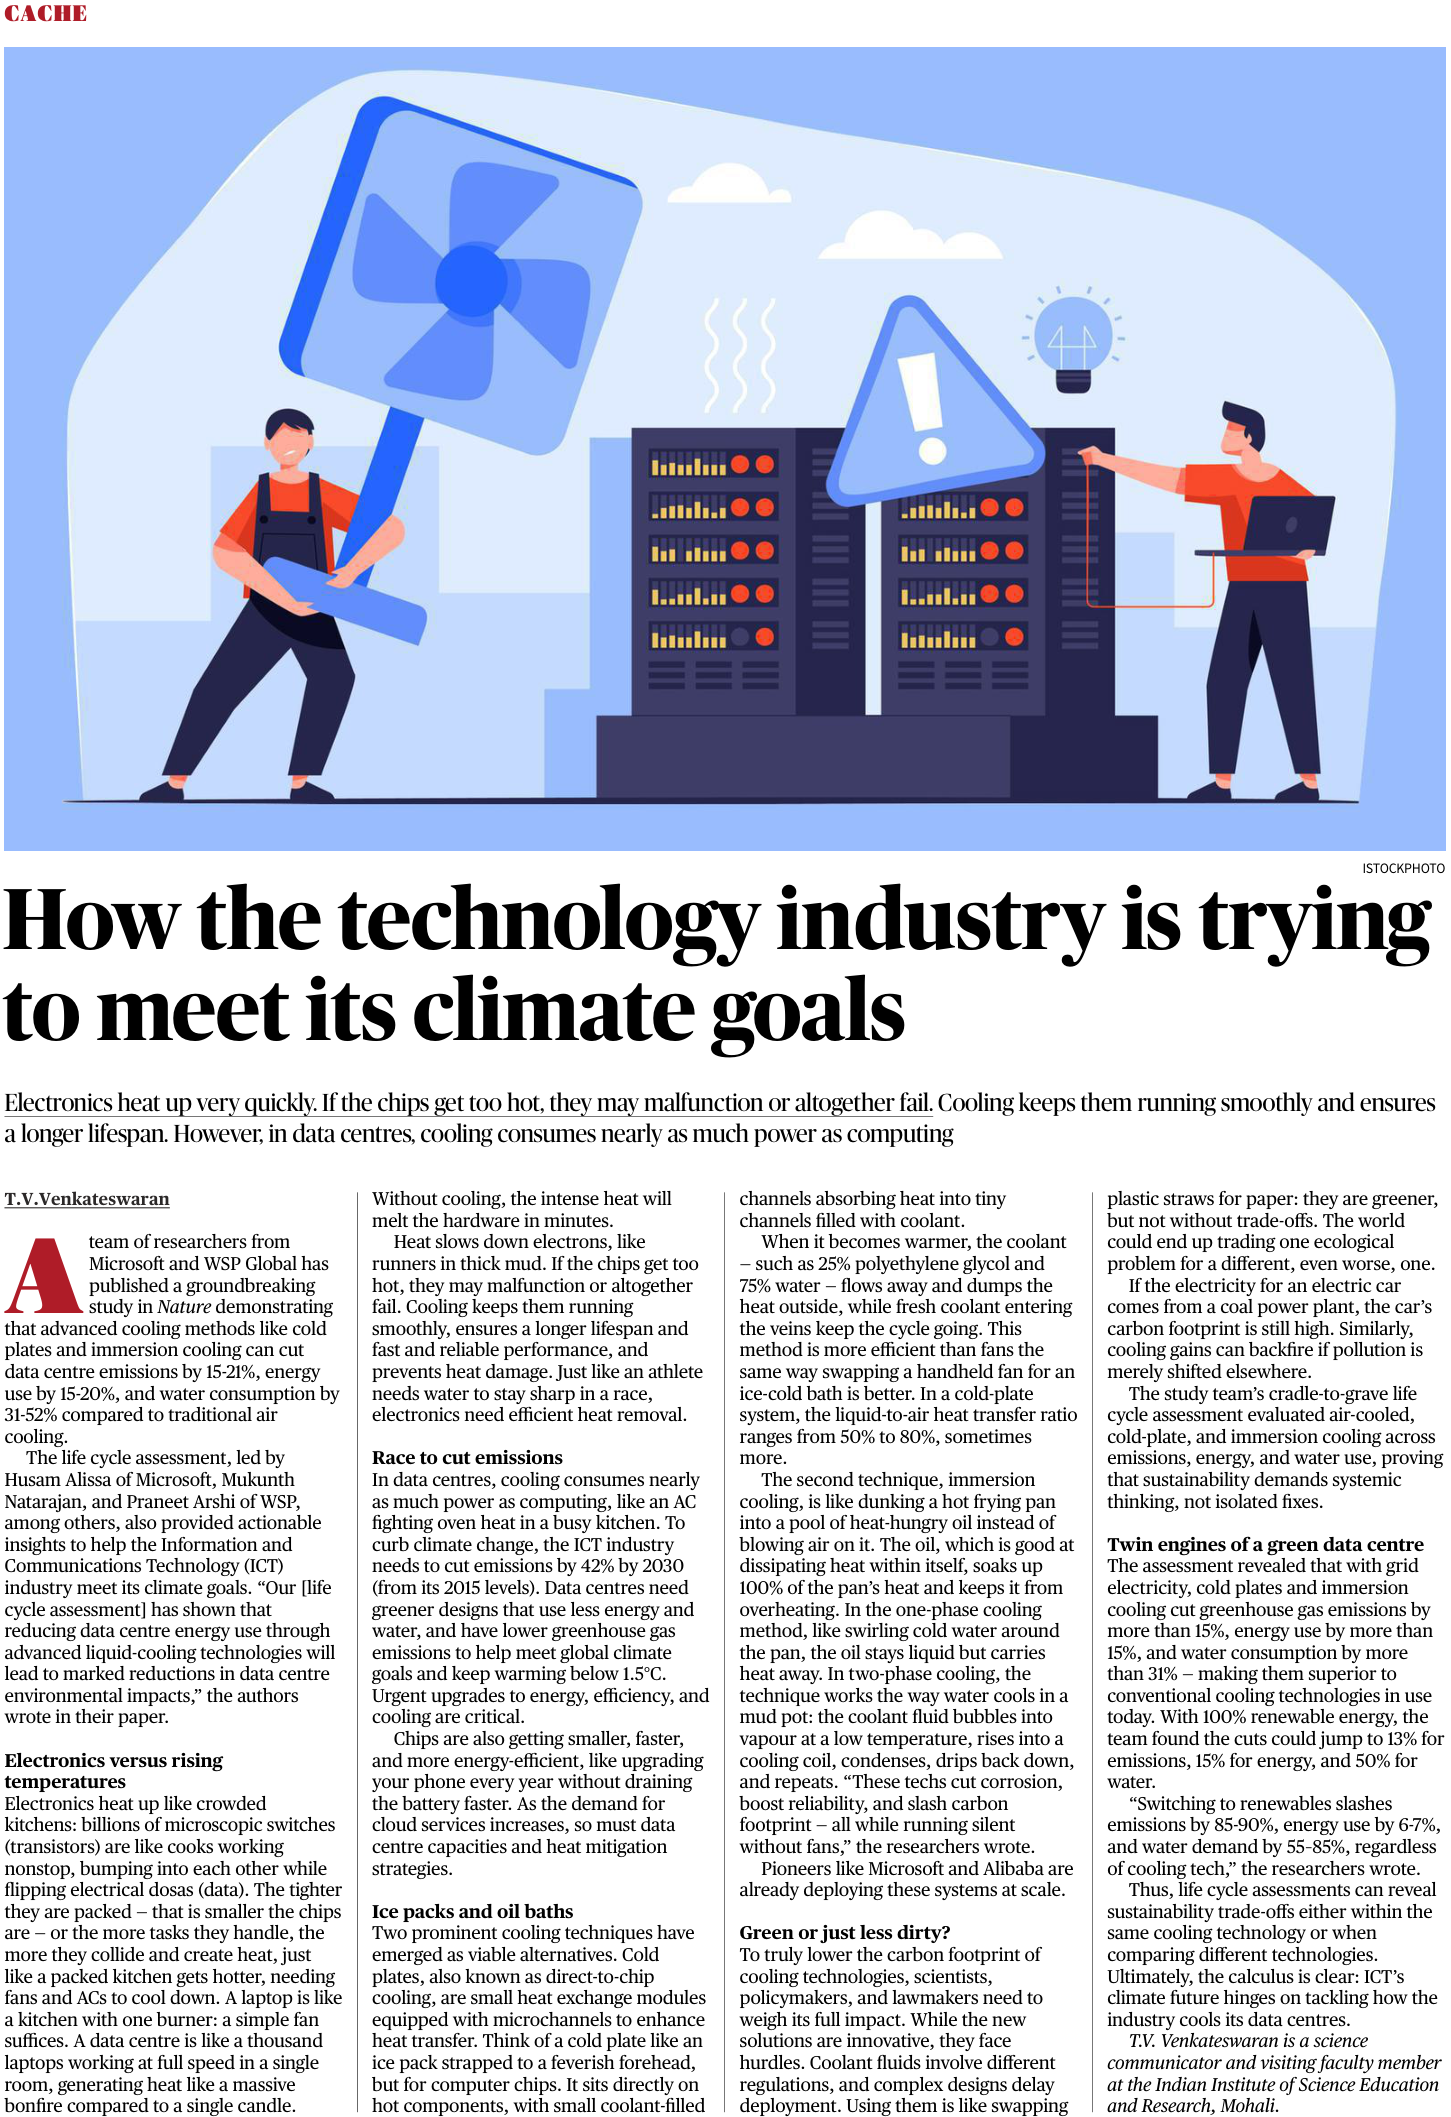 CACHE
ISTOCKPHOTO
How the technology industry is trying
to meet its climate goals
Electronics heat up very quickly. If the chips get too hot, they may malfunction or altogether fail. Cooling keeps them running smoothly and ensures
a longer lifespan. However, in data centres, cooling consumes nearly as much power as computing
T.V.Venkateswaran
A team of researchers from
Microsoft and WSP Global has
published a groundbreaking
study in Nature demonstrating
that advanced cooling methods like cold
plates and immersion cooling can cut
data centre emissions by 15-21%, energy
use by 15-20%, and water consumption by
31-52% compared to traditional air
cooling.
The life cycle assessment, led by
Husam Alissa of Microsoft, Mukunth
Natarajan, and Praneet Arshi of WSP,
among others, also provided actionable
insights to help the Information and
Communications Technology (ICT)
industry meet its climate goals. “Our [life
cycle assessment] has shown that
reducing data centre energy use through
advanced liquid-cooling technologies will
lead to marked reductions in data centre
environmental impacts,” the authors
wrote in their paper.
Electronics versus rising
temperatures
Electronics heat up like crowded
kitchens: billions of microscopic switches
(transistors) are like cooks working
nonstop, bumping into each other while
flipping electrical dosas (data). The tighter
they are packed — that is smaller the chips
are — or the more tasks they handle, the
more they collide and create heat, just
like a packed kitchen gets hotter, needing
fans and ACs to cool down. A laptop is like
a kitchen with one burner: a simple fan
suffices. A data centre is like a thousand
laptops working at full speed in a single
room, generating heat like a massive
bonfire compared to a single candle.
Without cooling, the intense heat will
melt the hardware in minutes.
Heat slows down electrons, like
runners in thick mud. If the chips get too
hot, they may malfunction or altogether
fail. Cooling keeps them running
smoothly, ensures a longer lifespan and
fast and reliable performance, and
prevents heat damage. Just like an athlete
needs water to stay sharp in a race,
electronics need efficient heat removal.
Race to cut emissions
In data centres, cooling consumes nearly
as much power as computing, like an AC
fighting oven heat in a busy kitchen. To
curb climate change, the ICT industry
needs to cut emissions by 42% by 2030
(from its 2015 levels). Data centres need
greener designs that use less energy and
water, and have lower greenhouse gas
emissions to help meet global climate
goals and keep warming below 1.5°C.
Urgent upgrades to energy, efficiency, and
cooling are critical.
Chips are also getting smaller, faster,
and more energy-efficient, like upgrading
your phone every year without draining
the battery faster. As the demand for
cloud services increases, so must data
centre capacities and heat mitigation
strategies.
Ice packs and oil baths
Two prominent cooling techniques have
emerged as viable alternatives. Cold
plates, also known as direct-to-chip
cooling, are small heat exchange modules
equipped with microchannels to enhance
heat transfer. Think of a cold plate like an
ice pack strapped to a feverish forehead,
but for computer chips. It sits directly on
hot components, with small coolant-filled
channels absorbing heat into tiny
channels filled with coolant.
When it becomes warmer, the coolant
— such as 25% polyethylene glycol and
75% water — flows away and dumps the
heat outside, while fresh coolant entering
the veins keep the cycle going. This
method is more efficient than fans the
same way swapping a handheld fan for an
ice-cold bath is better. In a cold-plate
system, the liquid-to-air heat transfer ratio
ranges from 50% to 80%, sometimes
more.
The second technique, immersion
cooling, is like dunking a hot frying pan
into a pool of heat-hungry oil instead of
blowing air on it. The oil, which is good at
dissipating heat within itself, soaks up
100% of the pan’s heat and keeps it from
overheating. In the one-phase cooling
method, like swirling cold water around
the pan, the oil stays liquid but carries
heat away. In two-phase cooling, the
technique works the way water cools in a
mud pot: the coolant fluid bubbles into
vapour at a low temperature, rises into a
cooling coil, condenses, drips back down,
and repeats. “These techs cut corrosion,
boost reliability, and slash carbon
footprint — all while running silent
without fans,” the researchers wrote.
Pioneers like Microsoft and Alibaba are
already deploying these systems at scale.
Green or just less dirty?
To truly lower the carbon footprint of
cooling technologies, scientists,
policymakers, and lawmakers need to
weigh its full impact. While the new
solutions are innovative, they face
hurdles. Coolant fluids involve different
regulations, and complex designs delay
deployment. Using them is like swapping
plastic straws for paper: they are greener,
but not without trade-offs. The world
could end up trading one ecological
problem for a different, even worse, one.
If the electricity for an electric car
comes from a coal power plant, the car’s
carbon footprint is still high. Similarly,
cooling gains can backfire if pollution is
merely shifted elsewhere.
The study team’s cradle-to-grave life
cycle assessment evaluated air-cooled,
cold-plate, and immersion cooling across
emissions, energy, and water use, proving
that sustainability demands systemic
thinking, not isolated fixes.
Twin engines of a green data centre
The assessment revealed that with grid
electricity, cold plates and immersion
cooling cut greenhouse gas emissions by
more than 15%, energy use by more than
15%, and water consumption by more
than 31% — making them superior to
conventional cooling technologies in use
today. With 100% renewable energy, the
team found the cuts could jump to 13% for
emissions, 15% for energy, and 50% for
water.
“Switching to renewables slashes
emissions by 85-90%, energy use by 6-7%,
and water demand by 55–85%, regardless
of cooling tech,” the researchers wrote.
Thus, life cycle assessments can reveal
sustainability trade-offs either within the
same cooling technology or when
comparing different technologies.
Ultimately, the calculus is clear: ICT’s
climate future hinges on tackling how the
industry cools its data centres.
T.V. Venkateswaran is a science
communicator and visiting faculty member
at the Indian Institute of Science Education
and Research, Mohali.